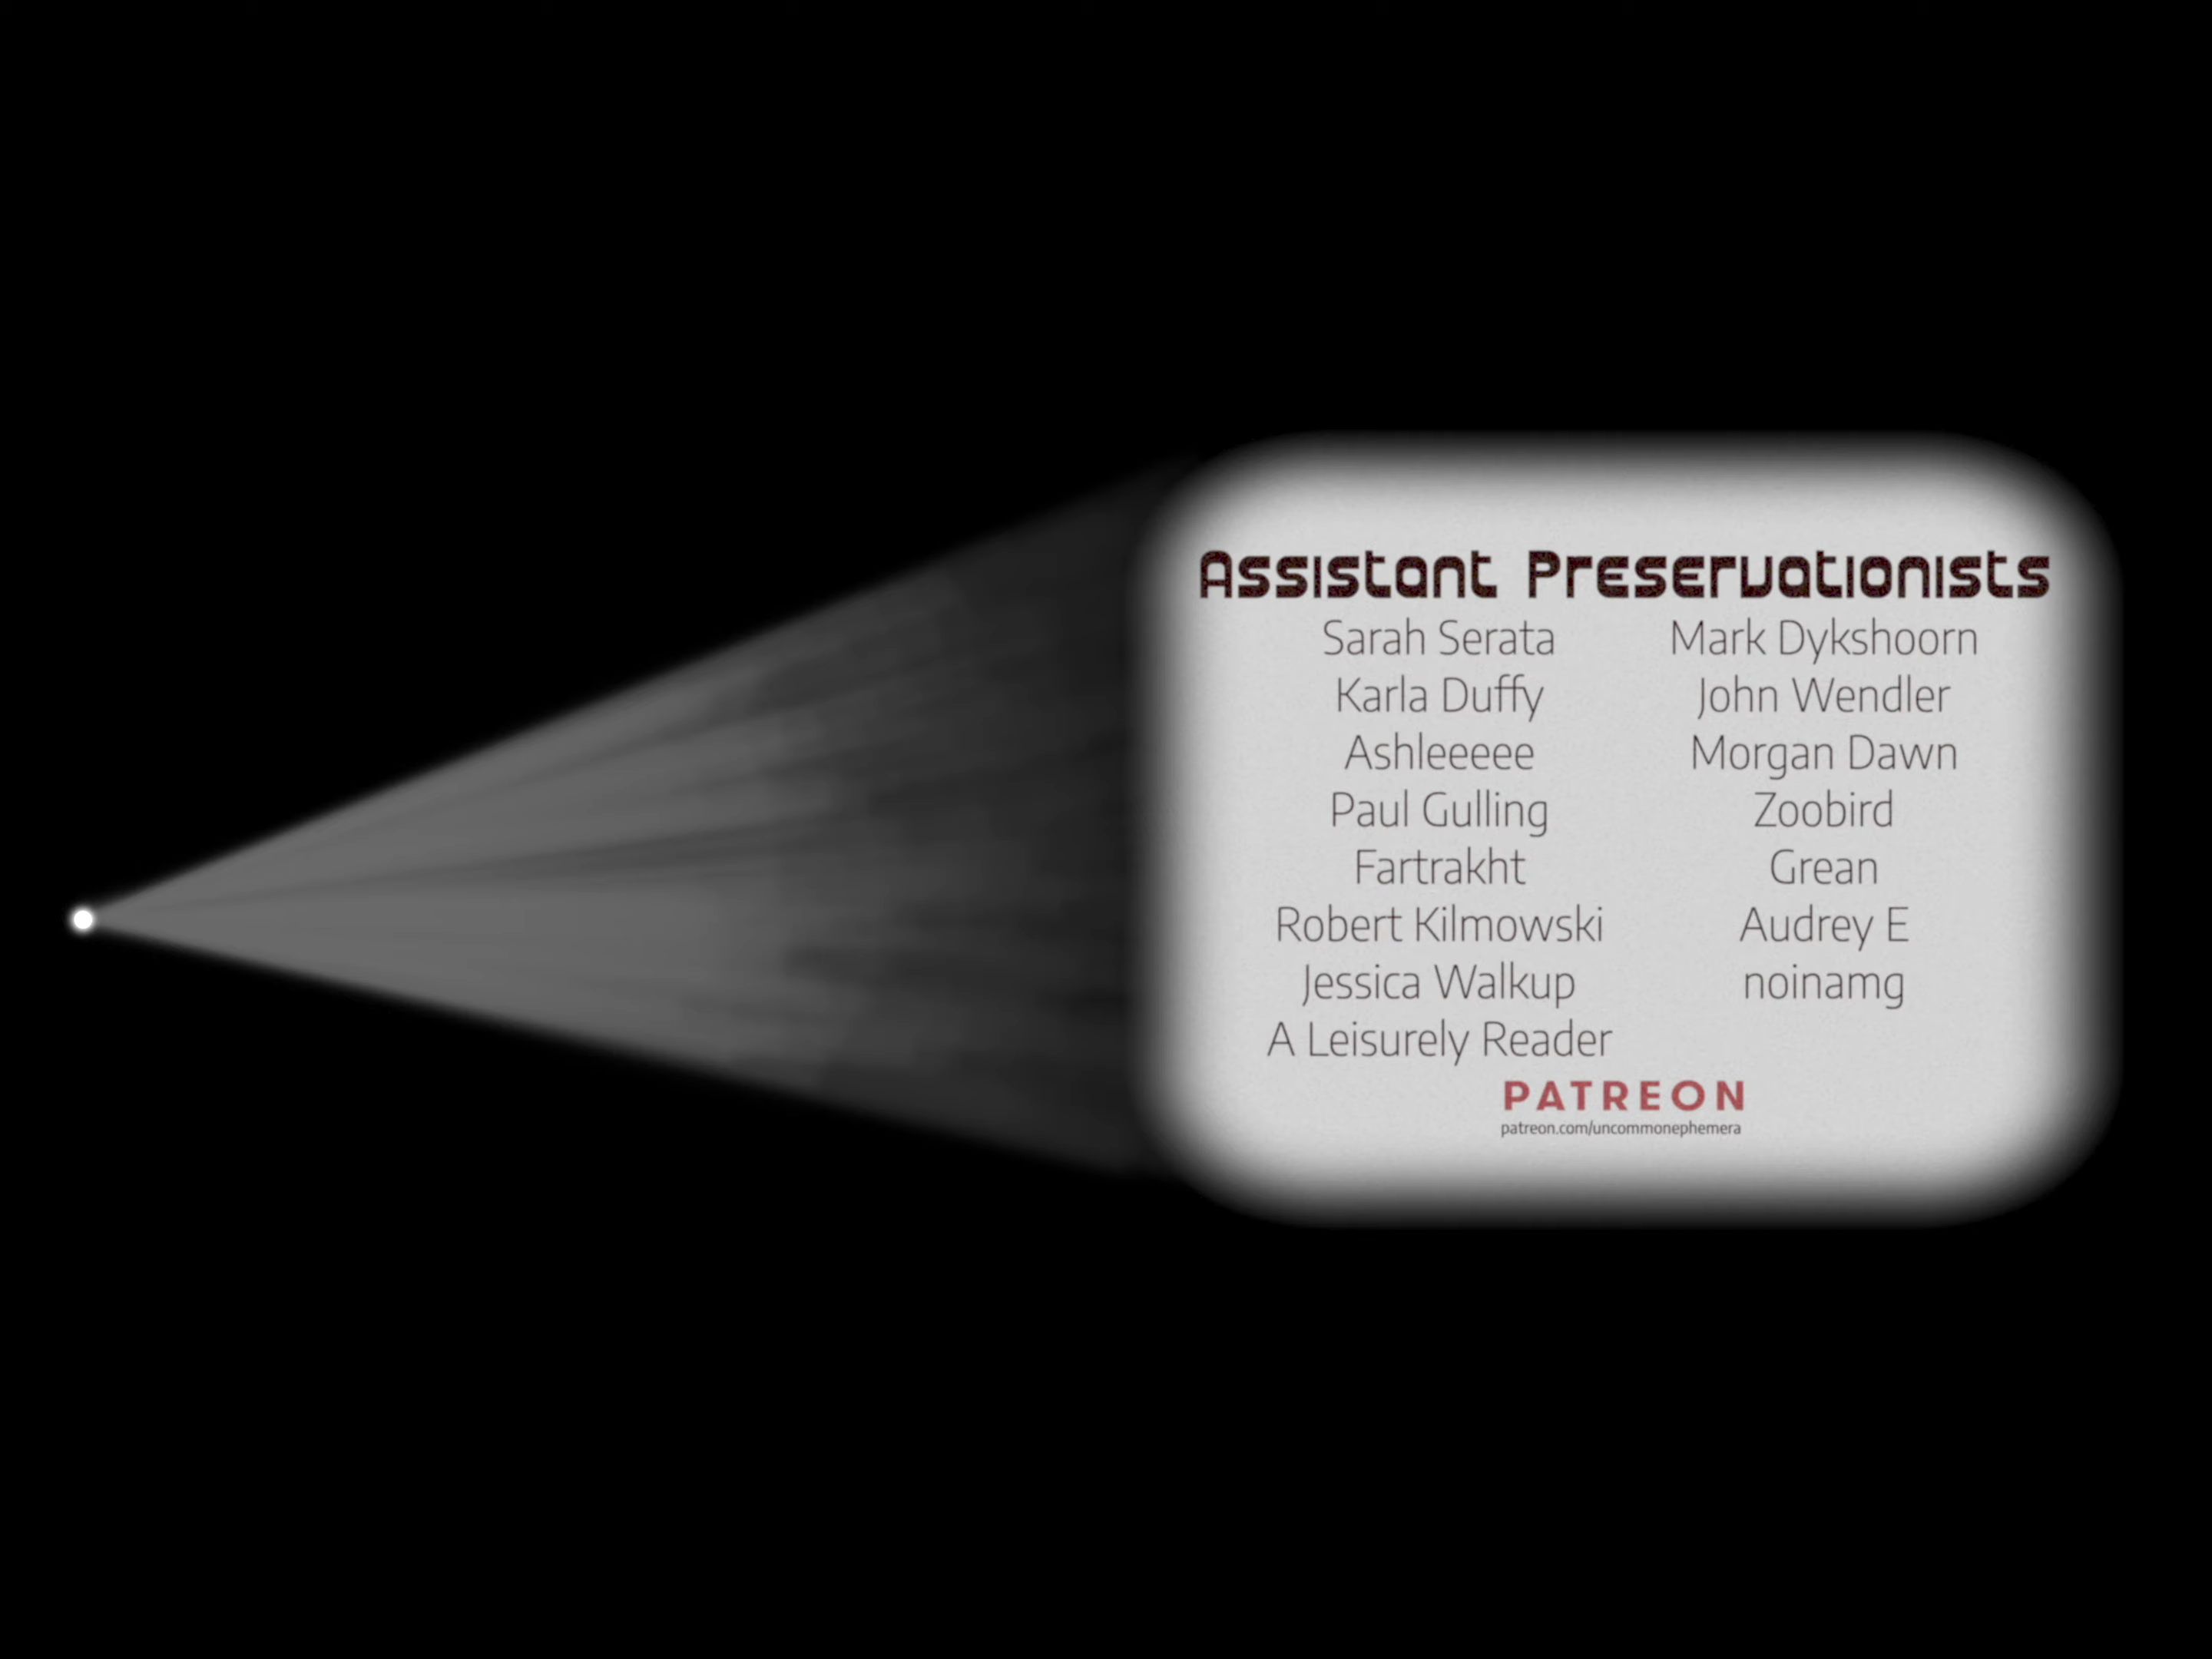 Assistant Preservationists
Sarah Serata
Karla Duffy
Ashleeeee
Paul Gulling
Fartrakht
Robert Kilmowski
Jessica Walkup
A Leisurely Reader
Mark Dykshoorn
John Wendler
Morgan Dawn
Zoobird
Grean
Audrey E
noinamg
PATREON
patreon.com/uncommonephemera